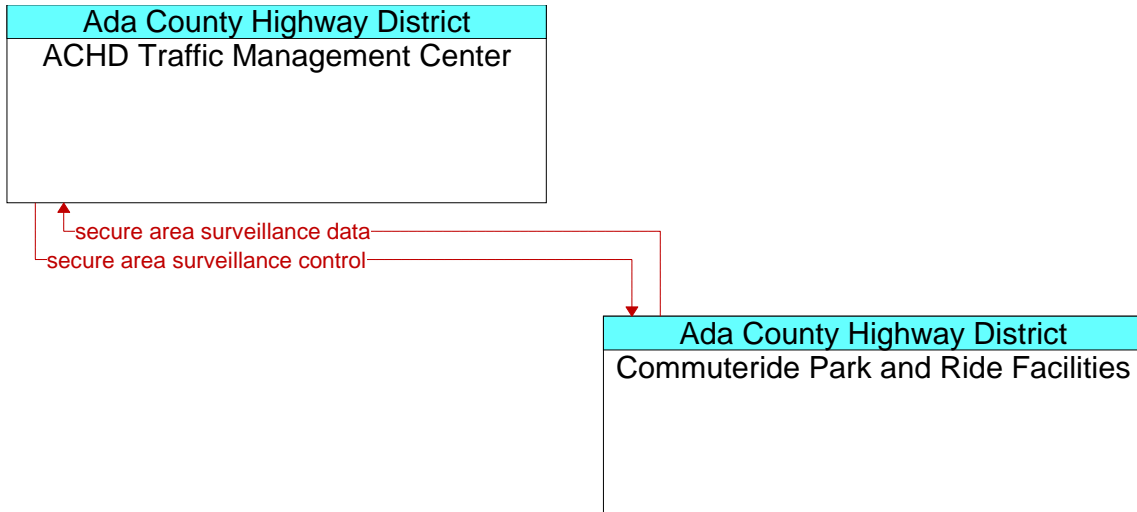 Ada County Highway District
ACHD Traffic Management Center
secure area surveillance data
secure area surveillance control
Ada County Highway District
Commuteride Park and Ride Facilities